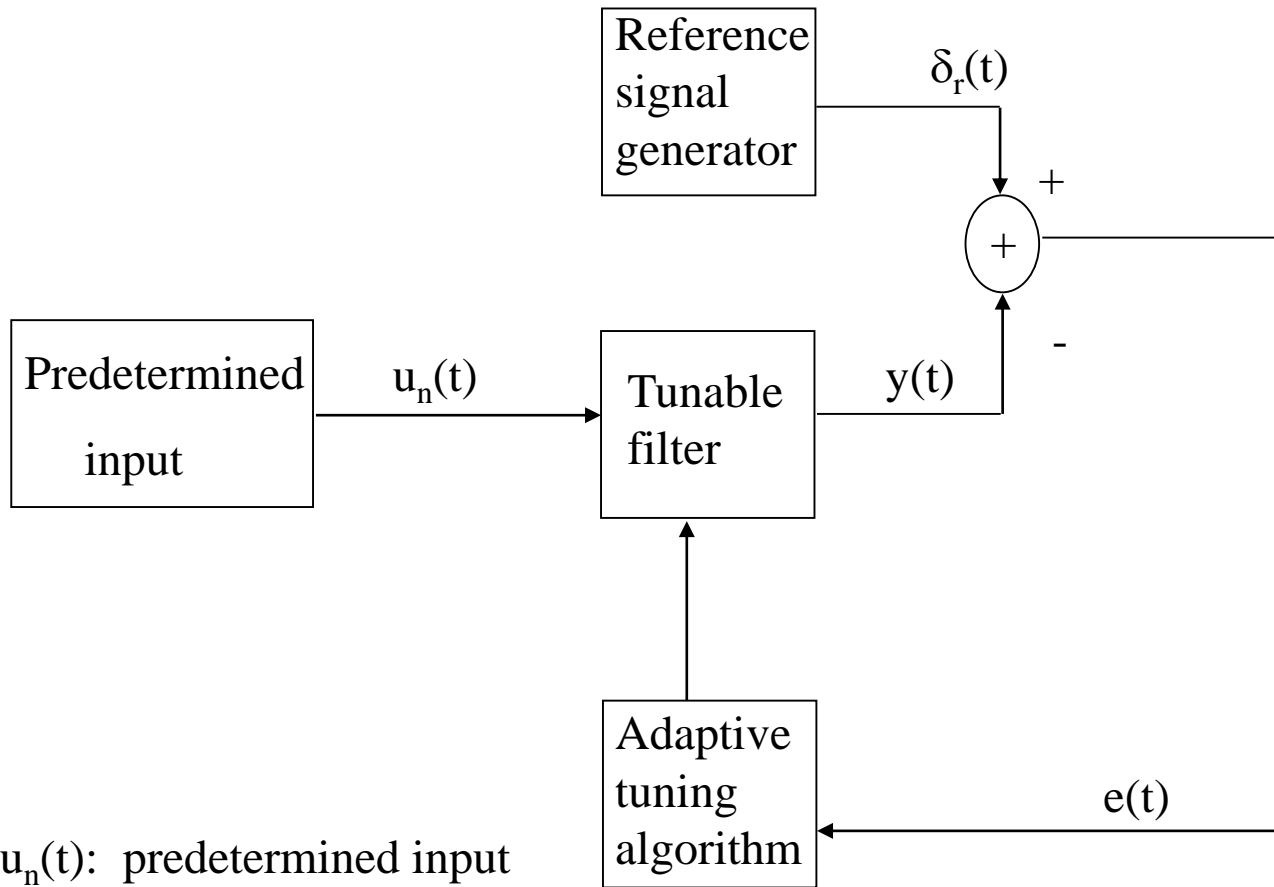 Reference
signal
generator
δr(t)
+
+
-
Predetermined
input
un(t)
Tunable
filter
y(t)
Adaptive
tuning
algorithm
e(t)
un(t): predetermined input